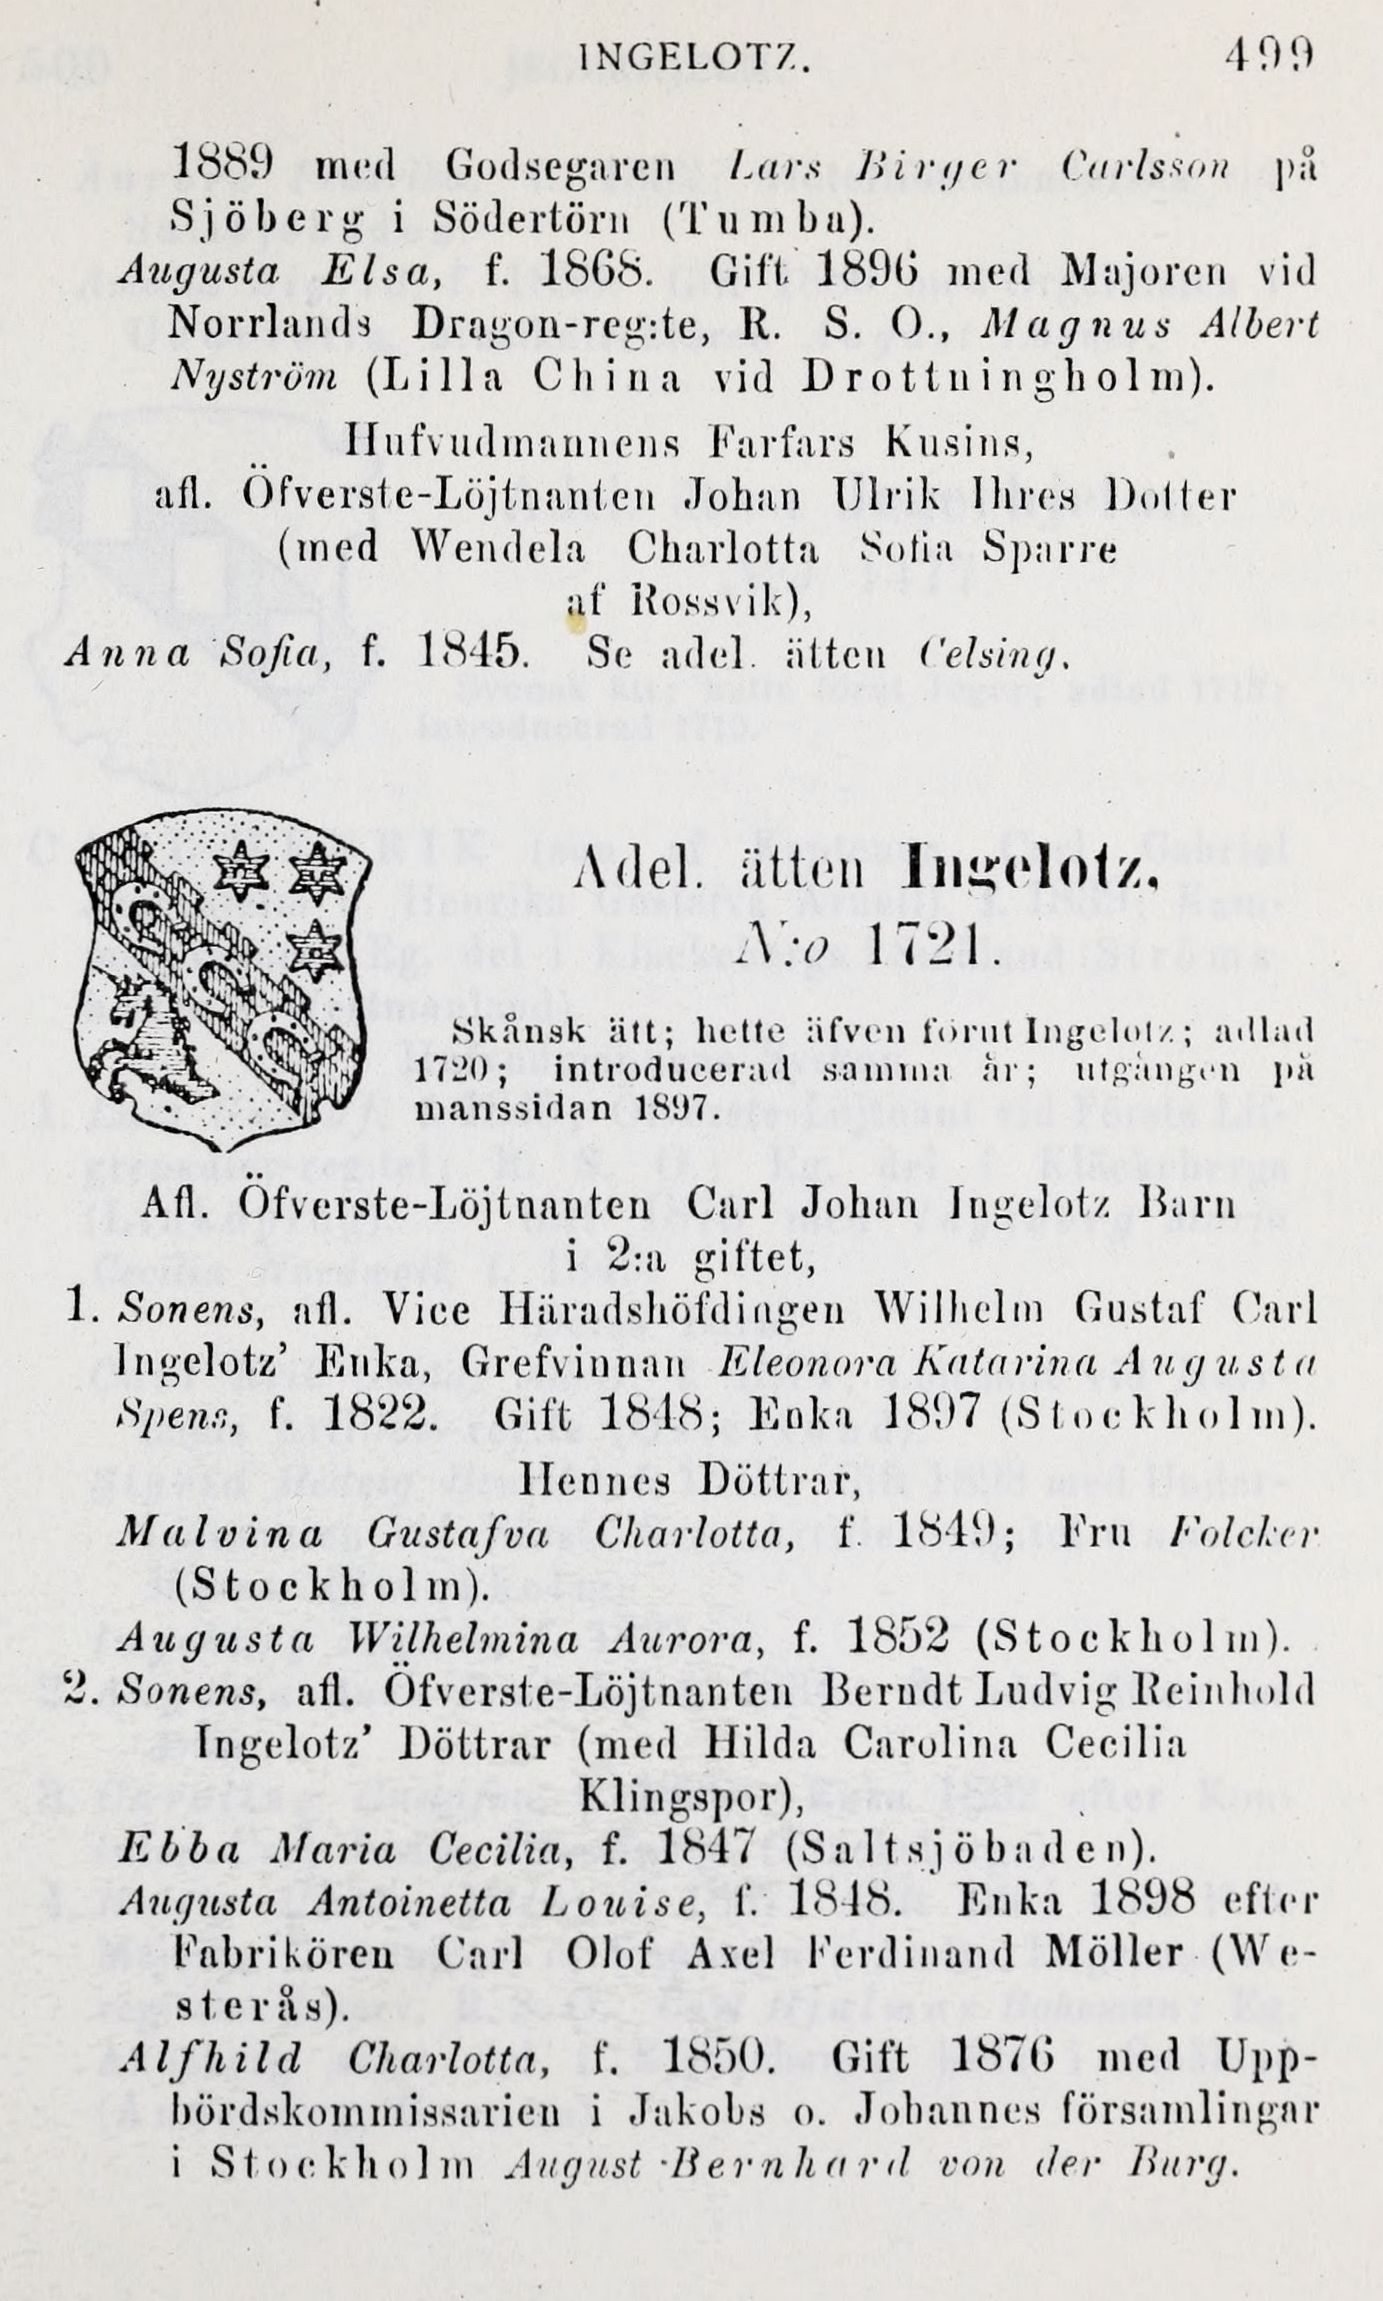 INGELOTZ. 499
1889 med Godsegaren Lars Birger Carlsson på
Sjöberg i Södertörn (Tumba).
Augusta Elsa, f. 1868. Gift 1896 med Majoren vid
Norrlands Dragon-reg:te, R. S. O., Magnus Albert
Nyström (Lilla China vid Drottningholm).
Hufvudmannens Farfars Kusins,
afl. Öfverste-Löjtnanten Johan Ulrik Ihres Dotter
(med Wendela Charlotta Sofia Sparre
af Rossvik),
Anna Sofia, f. 1845. Se adel. ätten Celsing.
Adel. ätten Ingelotz,
N:o 1721.
Skånsk ätt; hette äfven förut Ingelotz; adlad
1720; introducerad samma år; utgången på
manssidan 1897.
Afl. Öfverste-Löjtnanten Carl Johan Ingelotz Barn
i 2:a giftet,
1. Sonens, afl. Vice Häradshöfdingen Wilhelm Gustaf Carl
Ingelotz' Enka, Grefvinnan Eleonora Katarina Augusta
Spens, f. 1822. Gift 1848; Enka 1897 (Stockholm).
Hennes Döttrar,
Malvina Gustafva Charlotta, f. 1849; Fru Folcker
(Stockholm).
Augusta Wilhelmina Aurora, f. 1852 (Stockholm).
2. Sonens, afl. Öfverste-Löjtnanten Berndt Ludvig Reinhold
Ingelotz' Döttrar (med Hilda Carolina Cecilia
Klingspor),
Ebba Maria Cecilia, f. 1847 (Saltsjöbaden).
Augusta Antoinetta Louise, f. 1848. Enka 1898 efter
Fabrikören Carl Olof Axel Ferdinand Möller (We-
sterås).
Alfhild Charlotta, f. 1850. Gift 1876 med Upp-
bördskommissarien i Jakobs o. Johannes församlingar
i Stockholm August Bernhard von der Burg.